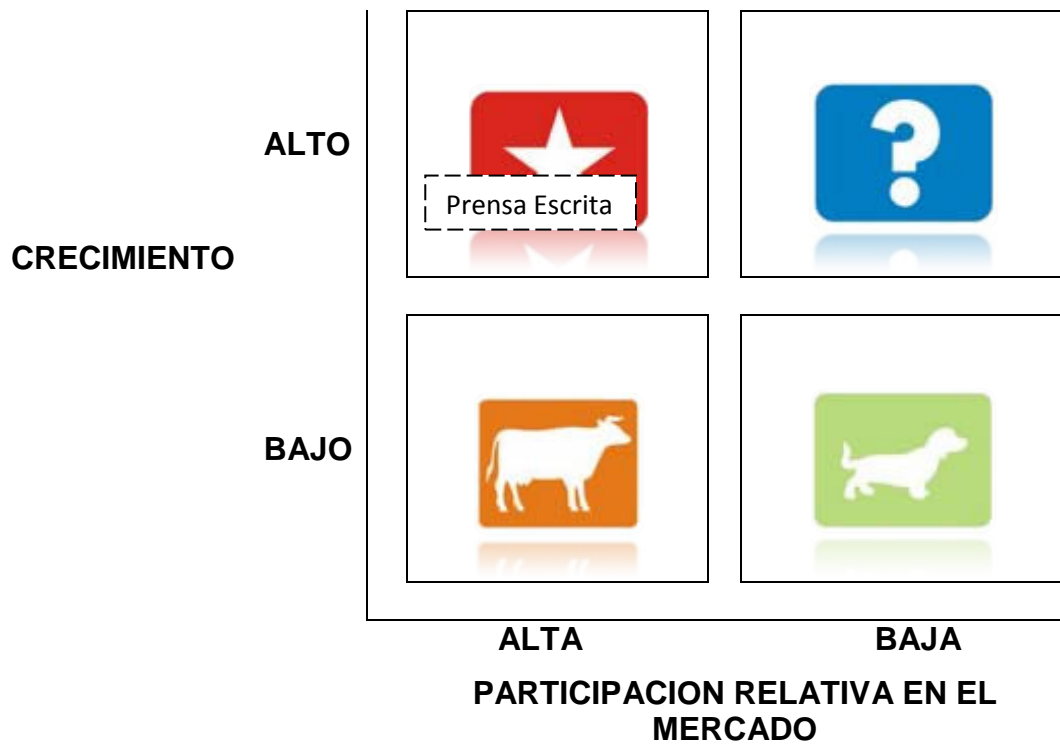 ALTO
?
Prensa Escrita
CRECIMIENTO
BAJO
ALTA BAJA
PARTICIPACION RELATIVA EN EL
MERCADO